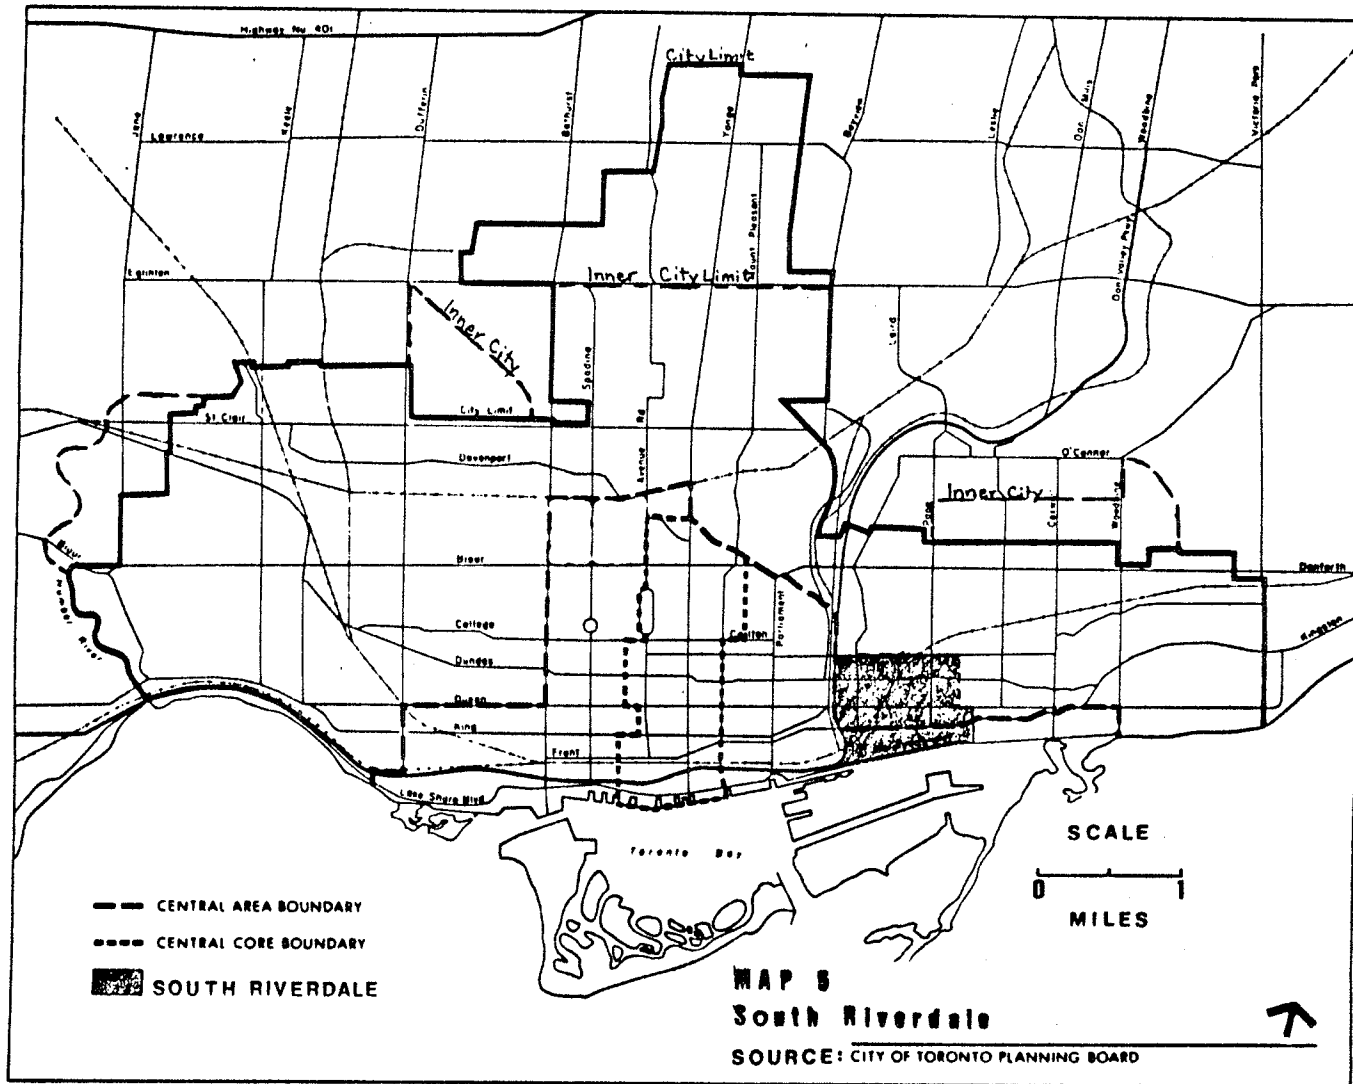 Highway No 401
City Limit
Jane
Keele
Dufferin
Bathurst
Yonge
Bayview
Leslie
Don Mills
Woodbine
Victoria Park
Lawrence
Mount Pleasant
Don Valley Pkwy
Eglinton
Inner City Limit
Inner City
Laird
Spadina
St Clair
City Limit
Avenue Rd
Davenport
O'Connor
Inner City
Pape
Woodbine
Bloor
Bloor
Danforth
Humber River
College
Carlton
Parliament
Kingston
Dundas
Queen
King
Front
Lake Shore Blvd
Toronto Bay
SCALE
0 1
MILES
CENTRAL AREA BOUNDARY
CENTRAL CORE BOUNDARY
SOUTH RIVERDALE
MAP 5
South Riverdale
SOURCE: CITY OF TORONTO PLANNING BOARD